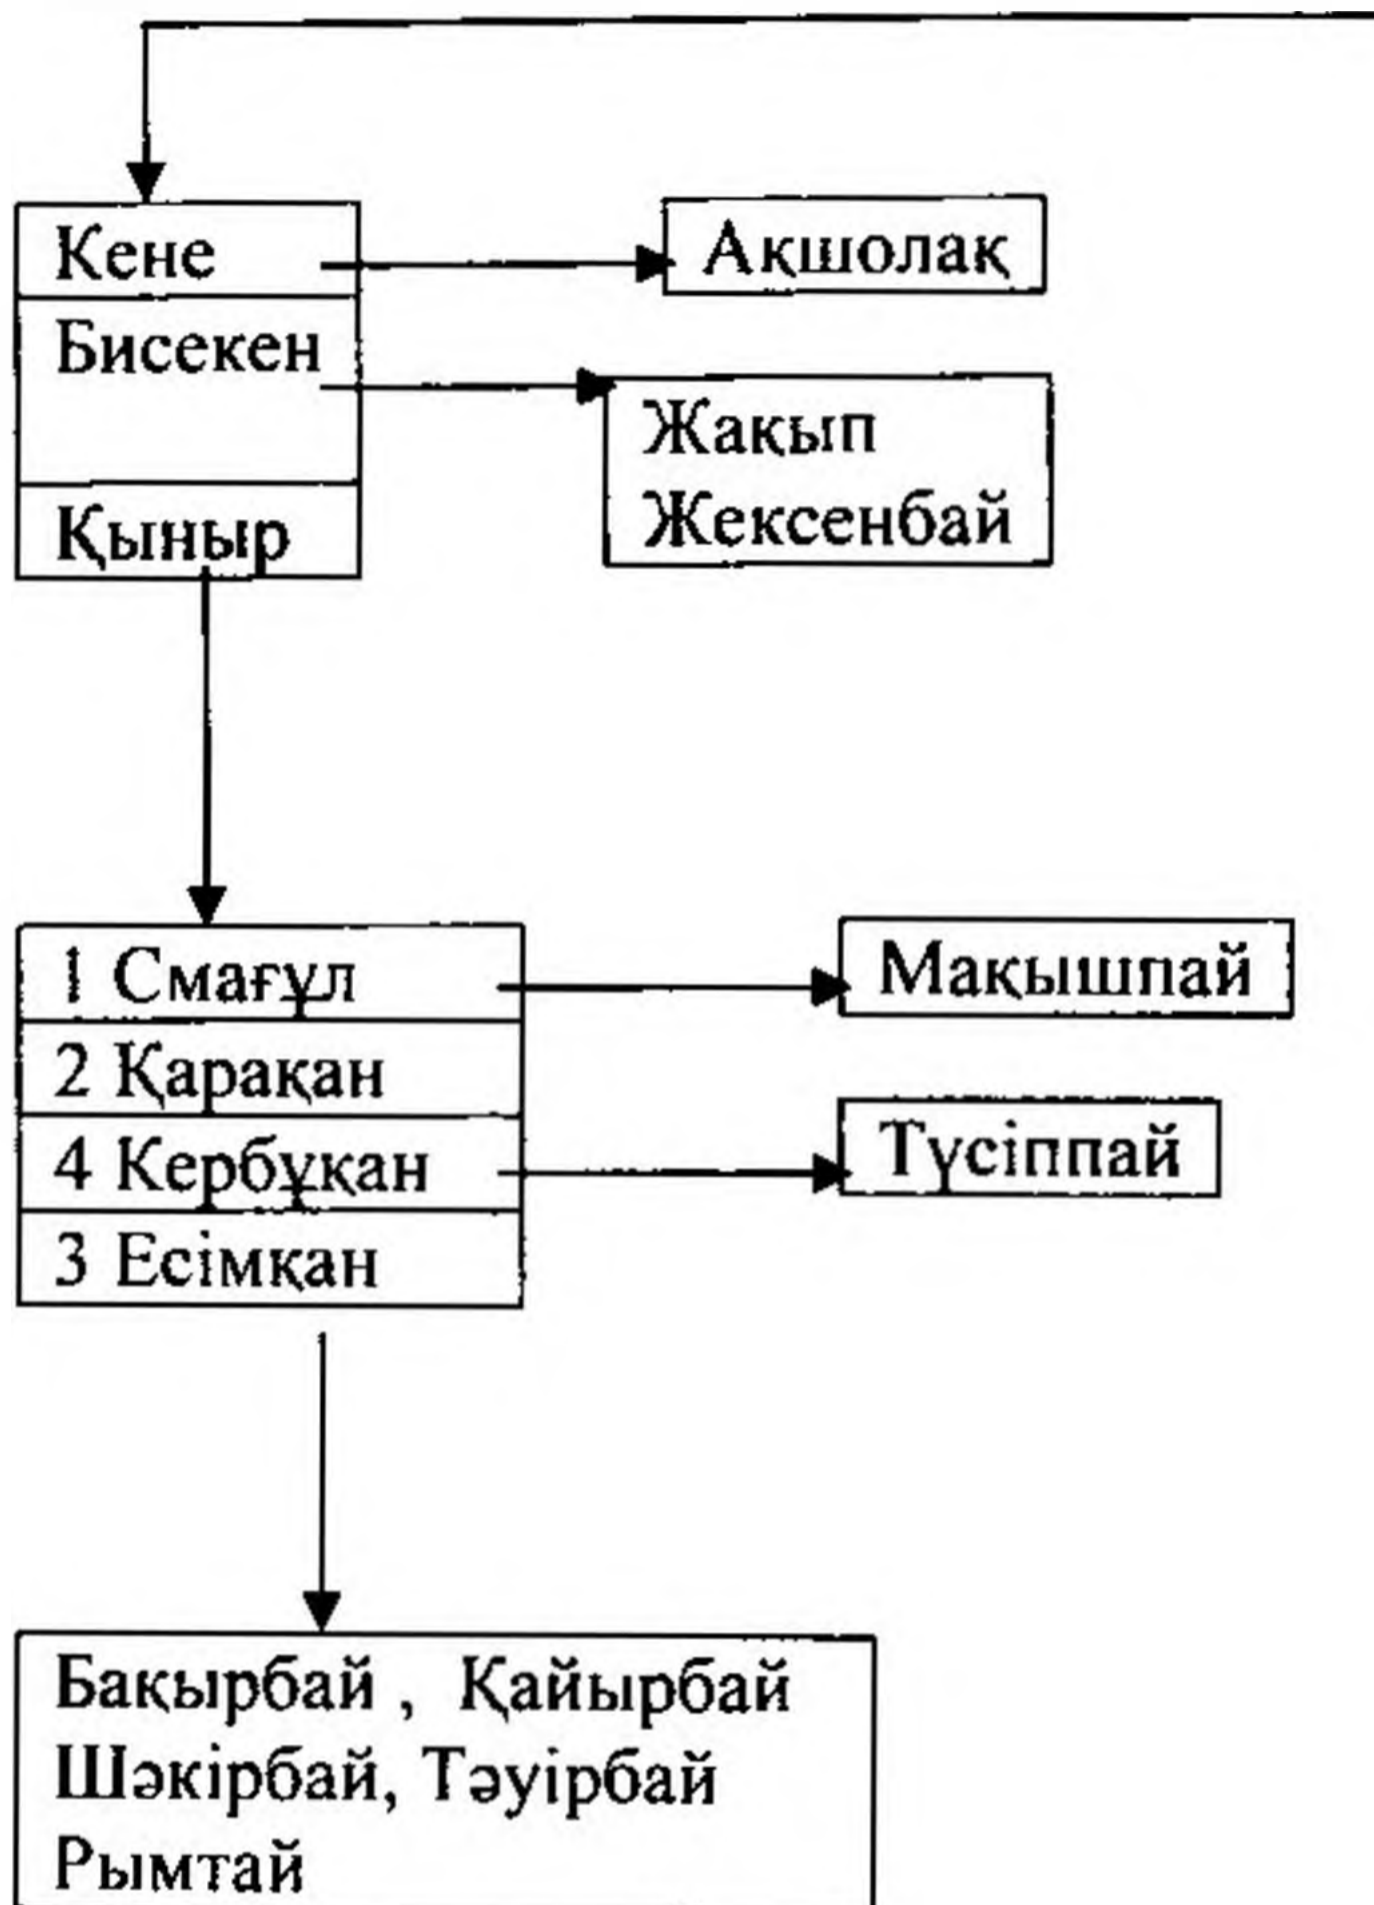 Кене
Ақшолақ
Бисекен
Жақып
Жексенбай
Қыныр
1 Смағұл
Мақышпай
2 Қарақан
4 Кербұқан
Түсіппай
3 Есімқан
Бақырбай , Қайырбай
Шәкірбай, Тәуірбай
Рымтай